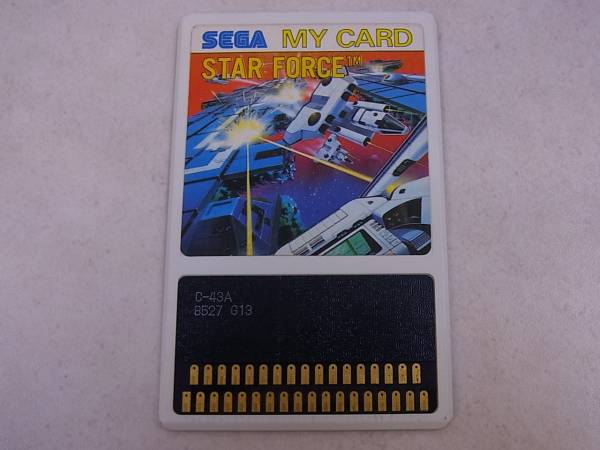 SEGA MY CARD
STAR FORCE™
C-43A
8527 G13